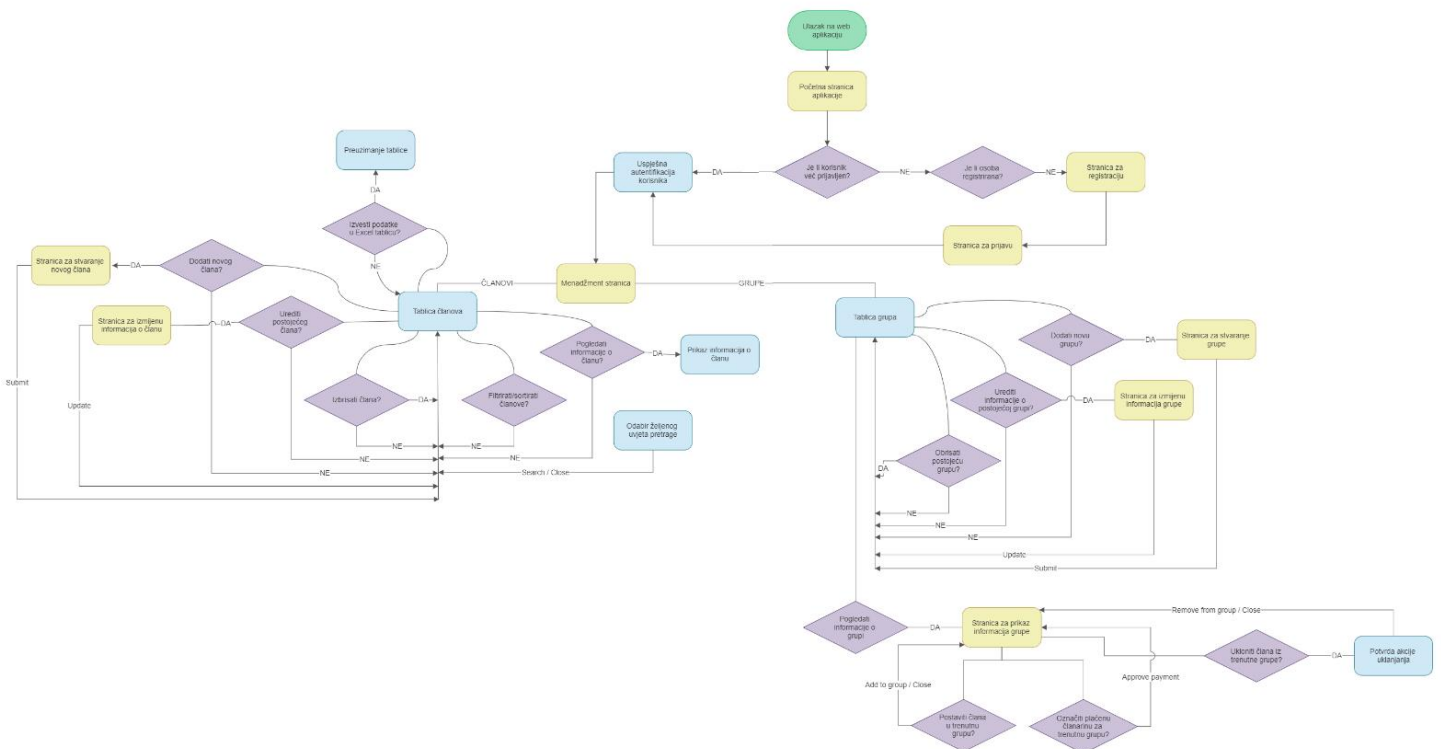 Ulazak na web
aplikaciju
Početna stranica
aplikacije
Je li korisnik
već prijavljen?
DA
NE
Je li osoba
registrirana?
NE
Stranica za
registraciju
Uspješna
autentifikacija
korisnika
Stranica za prijavu
Preuzimanje tablice
DA
Izvesti podatke
u Excel tablicu?
NE
Stranica za stvaranje
novog člana
DA
Dodati novog
člana?
ČLANOVI
Menadžment stranica
GRUPE
Tablica članova
Stranica za izmijenu
informacija o članu
DA
Urediti
postojećeg
člana?
Pogledati
informacije o
članu?
DA
Prikaz informacija o
članu
Izbrisati člana?
DA
Filtrirati/sortirati
članove?
Odabir željenog
uvjeta pretrage
Submit
Update
NE
NE
NE
NE
NE
Search / Close
Tablica grupa
Dodati novu
grupu?
DA
Stranica za stvaranje
grupe
Urediti
informacije o
postojećoj grupi?
DA
Stranica za izmijenu
informacija grupe
Obrisati
postojeću
grupu?
DA
NE
NE
NE
Update
Submit
Pogledati
informacije o
grupi
DA
Stranica za prikaz
informacija grupe
Remove from group / Close
Ukloniti člana iz
trenutne grupe?
DA
Potvrda akcije
uklanjanja
Add to group / Close
Approve payment
Postaviti člana
u trenutnu
grupu?
Označiti plaćenu
članarinu za
trenutnu grupu?